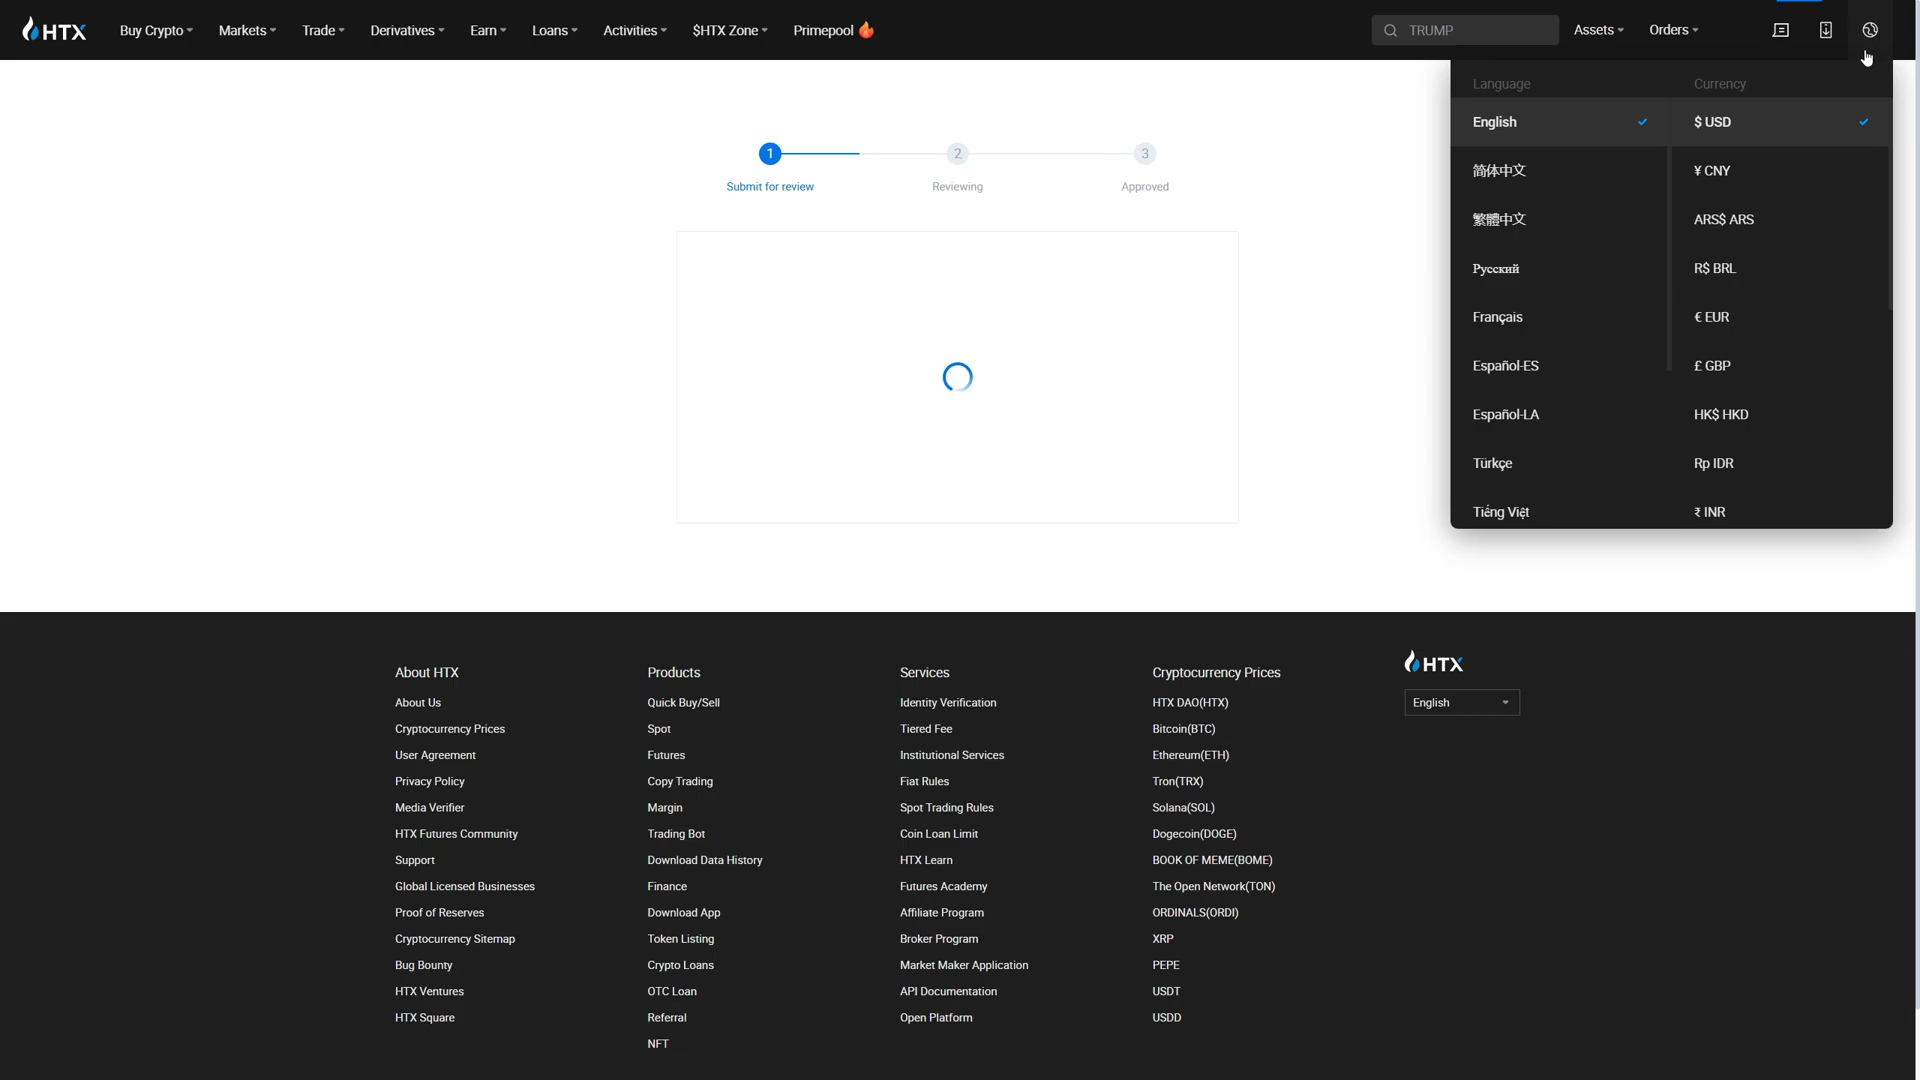 HTX
Buy Crypto
Markets
Trade
Derivatives
Earn
Loans
Activities
$HTX Zone
Primepool
TRUMP
Assets
Orders
Language
Currency
English
$ USD
简体中文
¥ CNY
繁體中文
ARS$ ARS
Русский
R$ BRL
Français
€ EUR
Español-ES
£ GBP
Español-LA
HK$ HKD
Türkçe
Rp IDR
Tiếng Việt
₹ INR
1
2
3
Submit for review
Reviewing
Approved
About HTX
About Us
Cryptocurrency Prices
User Agreement
Privacy Policy
Media Verifier
HTX Futures Community
Support
Global Licensed Businesses
Proof of Reserves
Cryptocurrency Sitemap
Bug Bounty
HTX Ventures
HTX Square
Products
Quick Buy/Sell
Spot
Futures
Copy Trading
Margin
Trading Bot
Download Data History
Finance
Download App
Token Listing
Crypto Loans
OTC Loan
Referral
NFT
Services
Identity Verification
Tiered Fee
Institutional Services
Fiat Rules
Spot Trading Rules
Coin Loan Limit
HTX Learn
Futures Academy
Affiliate Program
Broker Program
Market Maker Application
API Documentation
Open Platform
Cryptocurrency Prices
HTX DAO(HTX)
Bitcoin(BTC)
Ethereum(ETH)
Tron(TRX)
Solana(SOL)
Dogecoin(DOGE)
BOOK OF MEME(BOME)
The Open Network(TON)
ORDINALS(ORDI)
XRP
PEPE
USDT
USDD
HTX
English